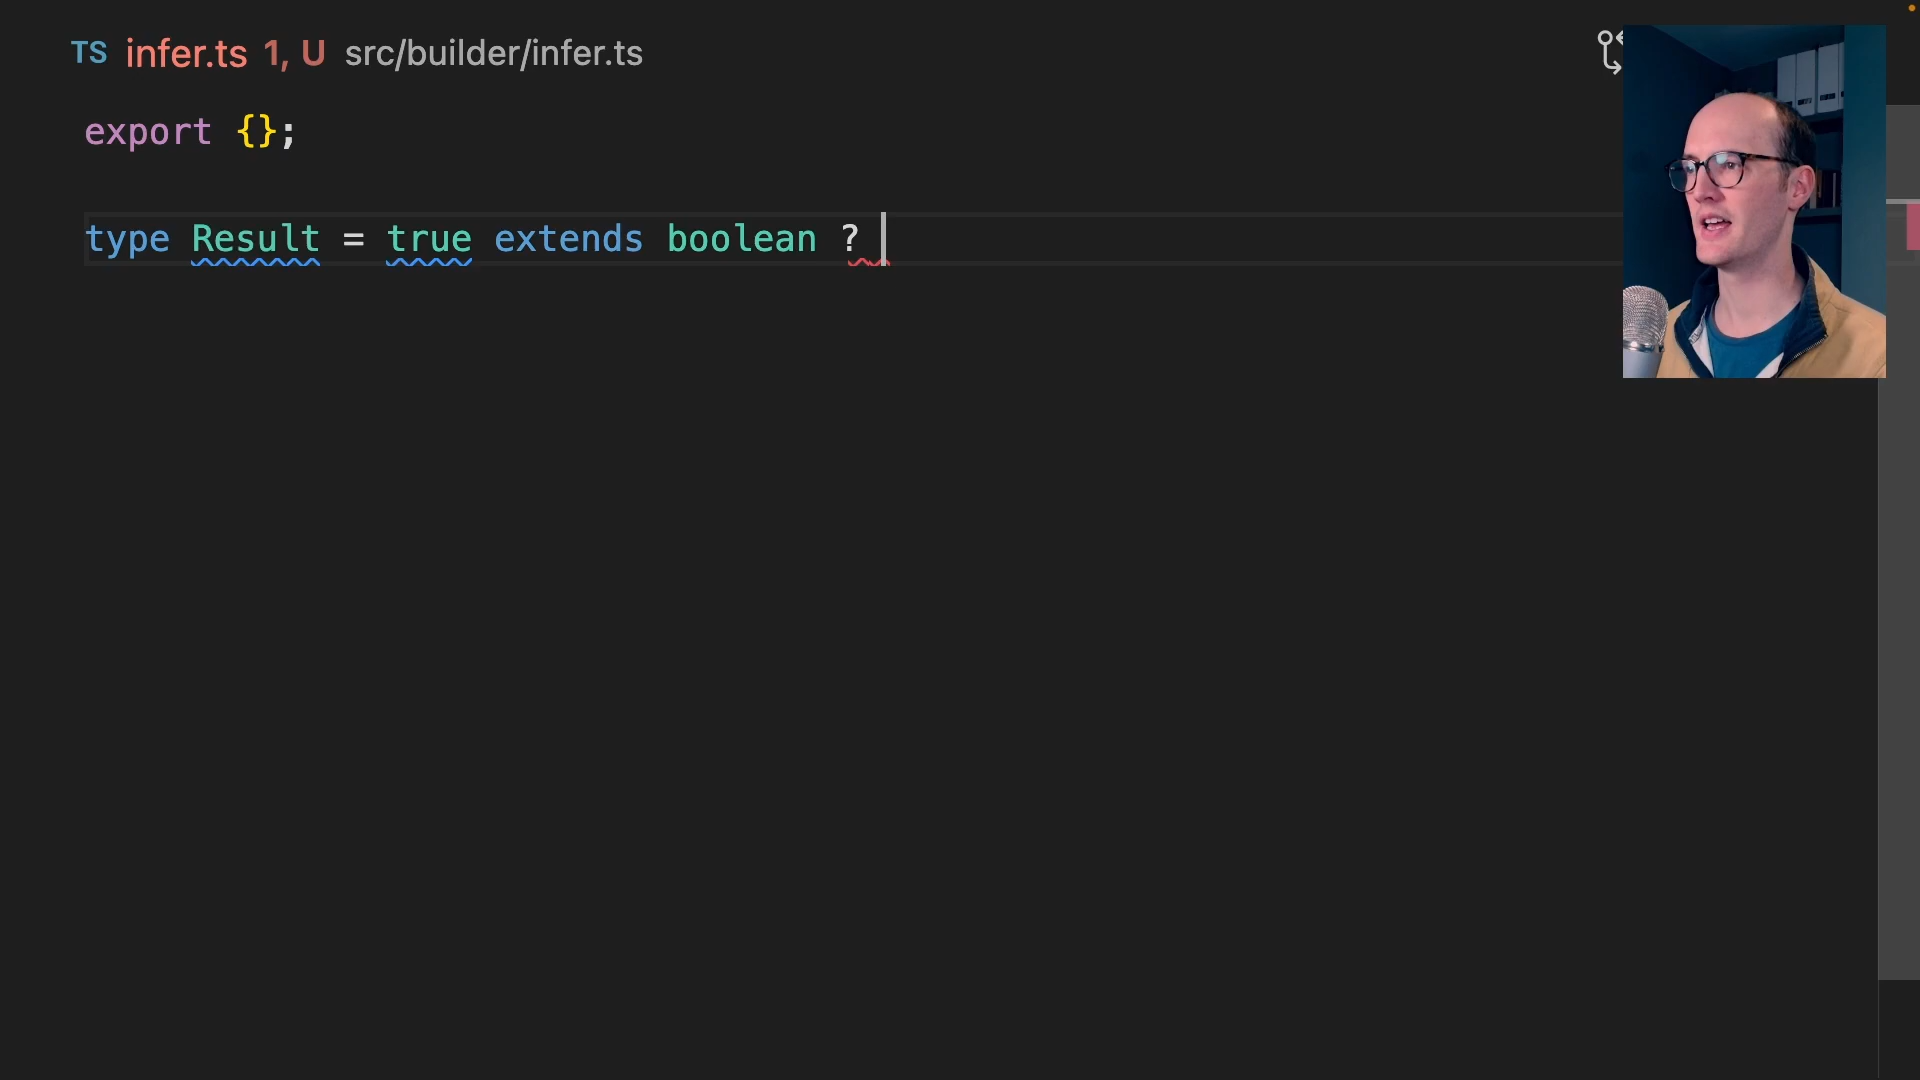 TS infer.ts 1, U src/builder/infer.ts
export {};
type Result = true extends boolean ?